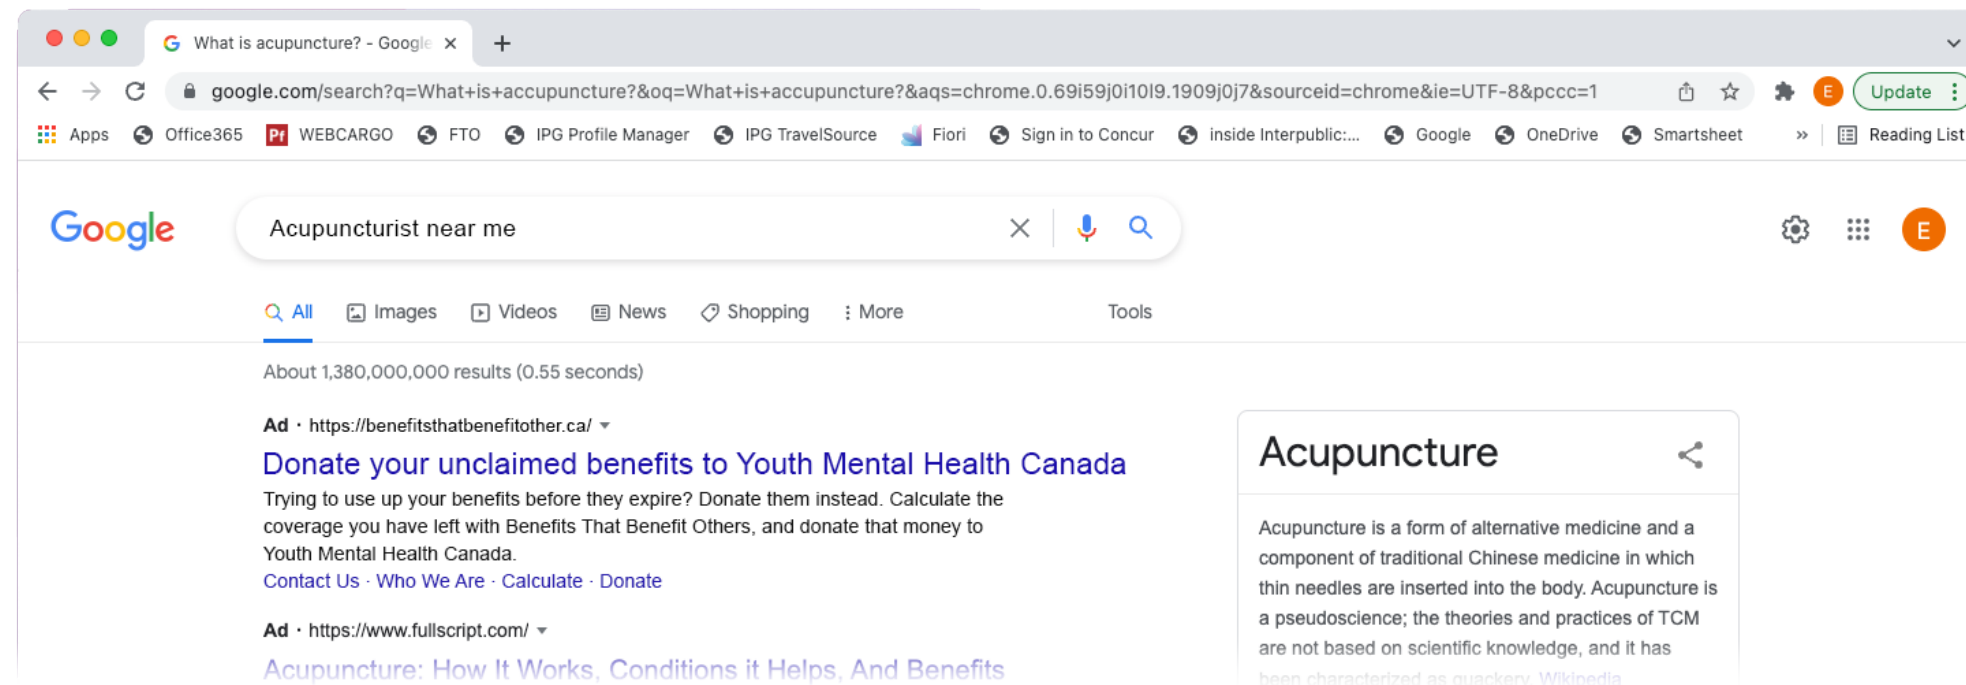 What is acupuncture? - Google
google.com/search?q=What+is+accupuncture?&oq=What+is+accupuncture?&aqs=chrome.0.69i59j0i10l9.1909j0j7&sourceid=chrome&ie=UTF-8&pccc=1 E Update
Apps Office365 Pf WEBCARGO FTO IPG Profile Manager IPG TravelSource Fiori Sign in to Concur inside Interpublic:... Google OneDrive Smartsheet » Reading List
Google Acupuncturist near me E
All Images Videos News Shopping More Tools
About 1,380,000,000 results (0.55 seconds)
Ad · https://benefitsthatbenefitother.ca/
Donate your unclaimed benefits to Youth Mental Health Canada
Trying to use up your benefits before they expire? Donate them instead. Calculate the
coverage you have left with Benefits That Benefit Others, and donate that money to
Youth Mental Health Canada.
Contact Us · Who We Are · Calculate · Donate
Ad · https://www.fullscript.com/
Acupuncture: How It Works, Conditions it Helps, And Benefits
Acupuncture
Acupuncture is a form of alternative medicine and a
component of traditional Chinese medicine in which
thin needles are inserted into the body. Acupuncture is
a pseudoscience; the theories and practices of TCM
are not based on scientific knowledge, and it has
been characterized as quackery. Wikipedia